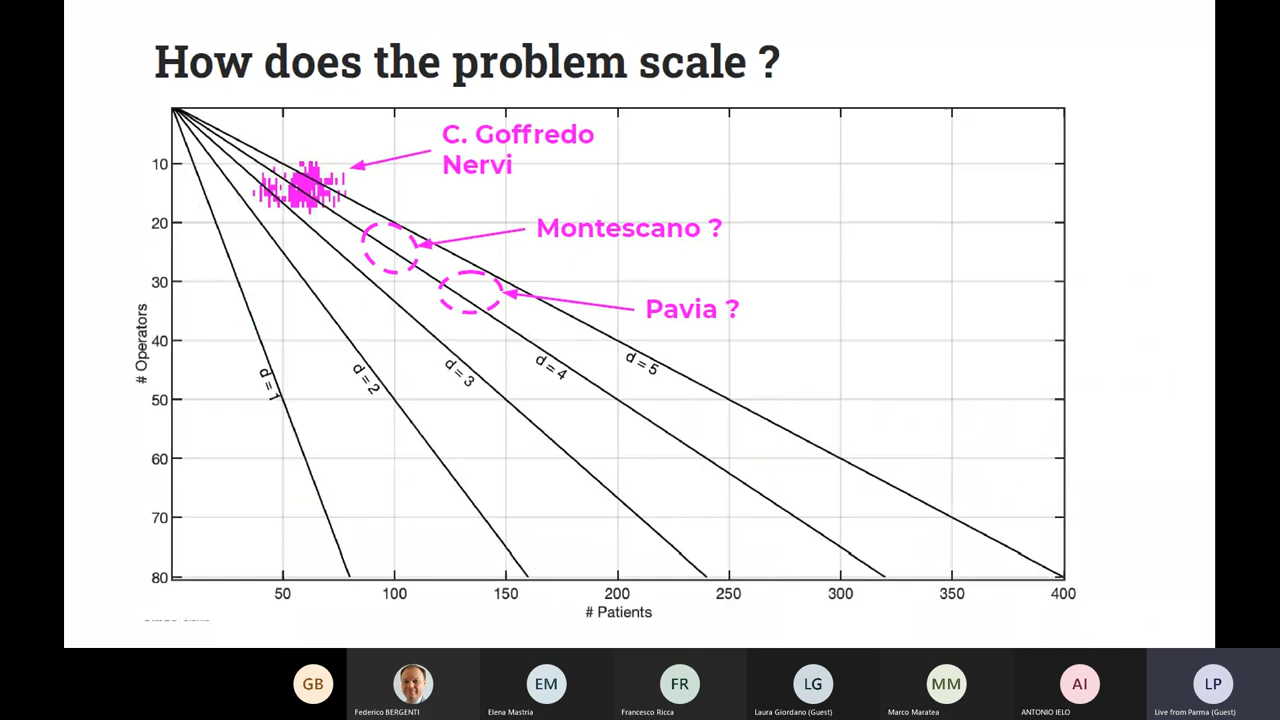 How does the problem scale ?
C. Goffredo
Nervi
Montescano ?
Pavia ?
10
20
30
40
50
60
70
80
# Operators
d = 1
d = 2
d = 3
d = 4
d = 5
50
100
150
200
250
300
350
400
# Patients
GB
EM
FR
LG
MM
AI
LP
Federico BERGENTI
Elena Mastria
Francesco Ricca
Laura Giordano (Guest)
Marco Maratea
ANTONIO IELO
Live from Parma (Guest)